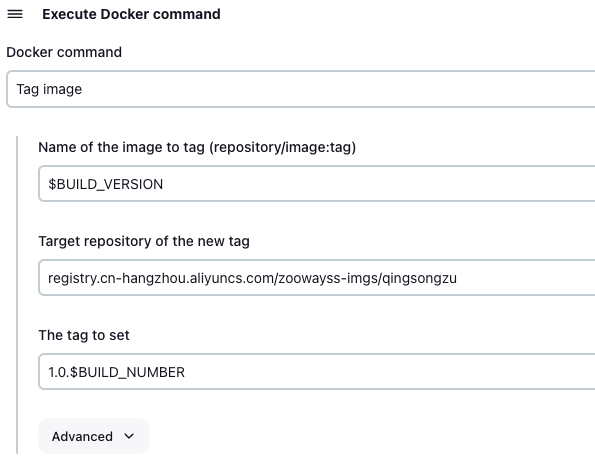 Execute Docker command
Docker command
Tag image
Name of the image to tag (repository/image:tag)
$BUILD_VERSION
Target repository of the new tag
registry.cn-hangzhou.aliyuncs.com/zoowayss-imgs/qingsongzu
The tag to set
1.0.$BUILD_NUMBER
Advanced